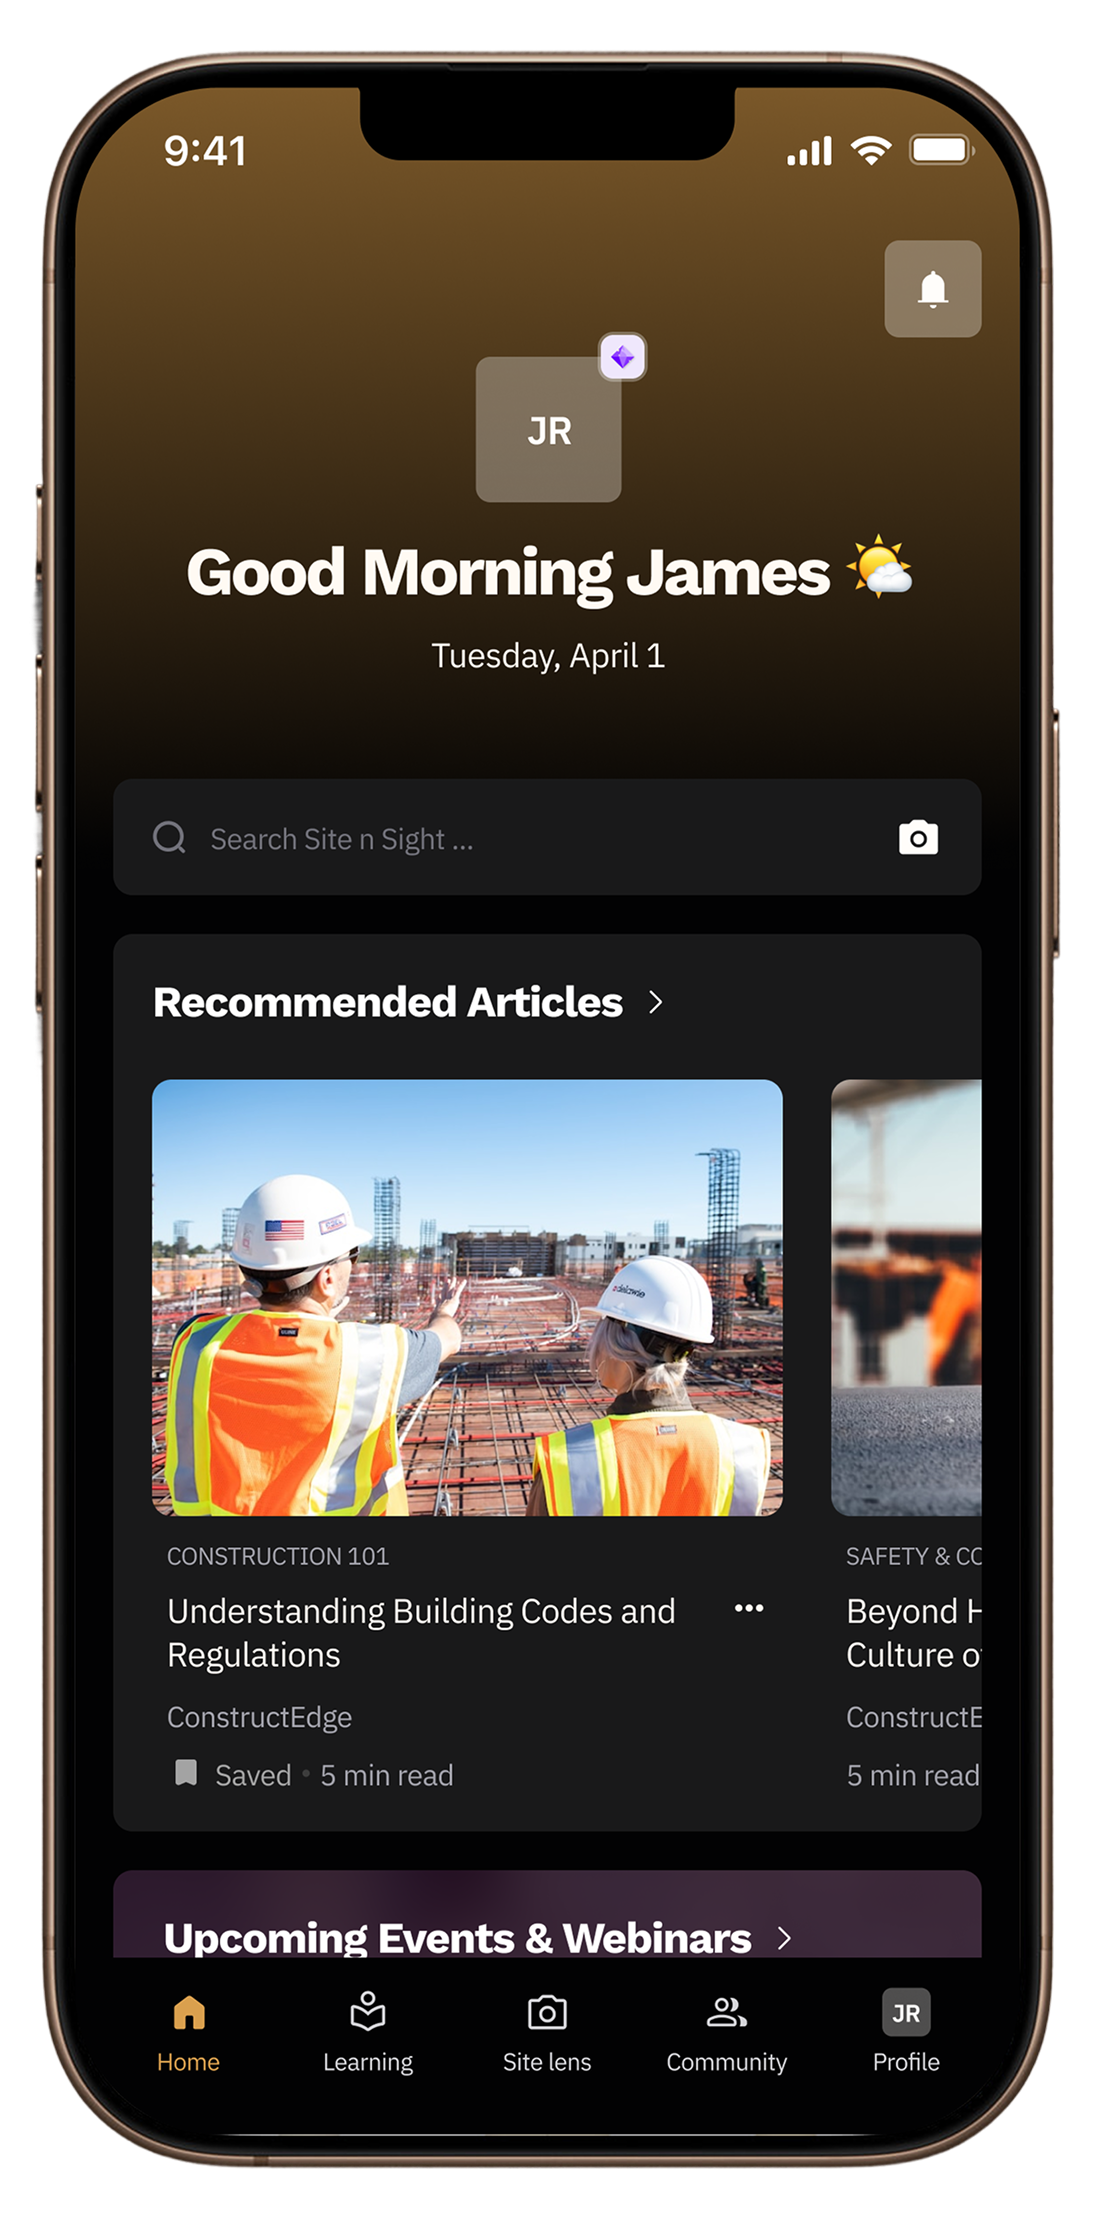 9:41
JR
Good Morning James
Tuesday, April 1
Search Site n Sight ...
Recommended Articles
CONSTRUCTION 101
Understanding Building Codes and
Regulations
ConstructEdge
Saved • 5 min read
SAFETY &
Beyond
Culture
5 min read
Upcoming Events & Webinars
Home
Learning
Site lens
Community
JR
Profile